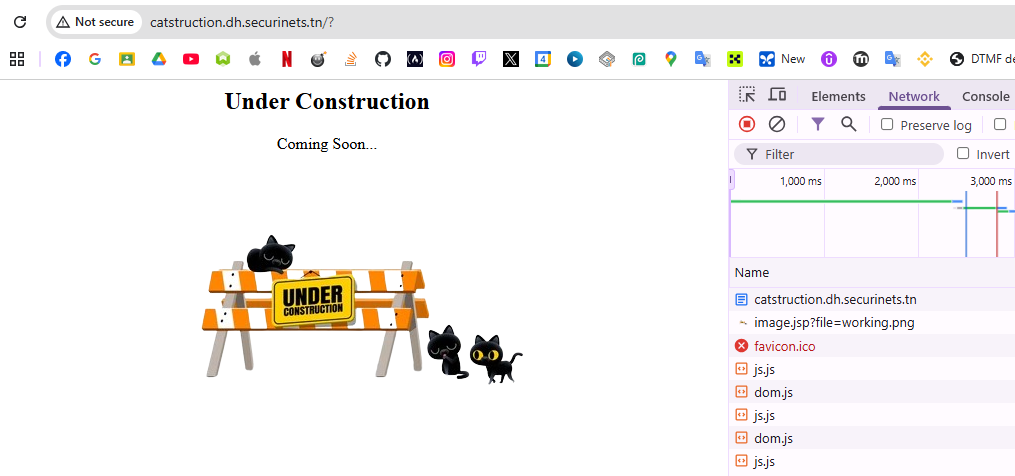 Not secure
catstruction.dh.securinets.tn/?
New
DTMF de
Under Construction
Coming Soon...
UNDER
CONSTRUCTION
Elements
Network
Console
Preserve log
Filter
Invert
1,000 ms
2,000 ms
3,000 ms
Name
catstruction.dh.securinets.tn
image.jsp?file=working.png
favicon.ico
js.js
dom.js
js.js
dom.js
js.js